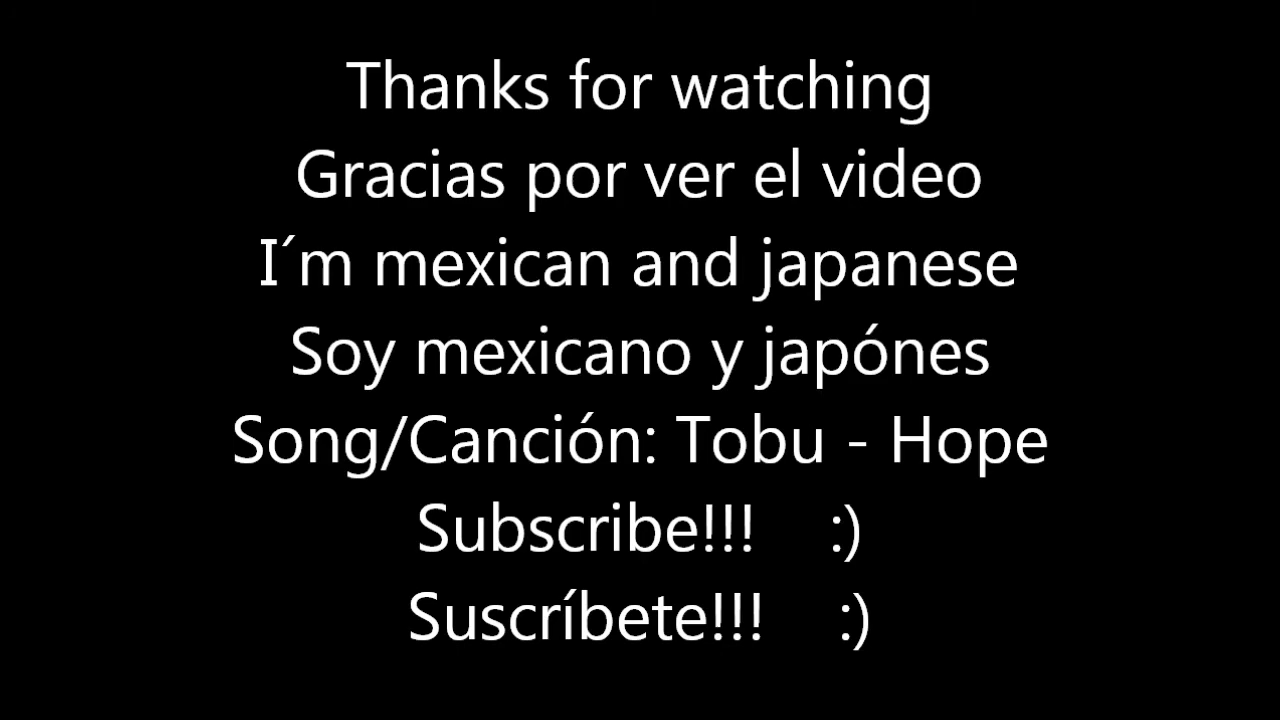 Thanks for watching
Gracias por ver el video
I´m mexican and japanese
Soy mexicano y japónes
Song/Canción: Tobu - Hope
Subscribe!!! :)
Suscríbete!!! :)